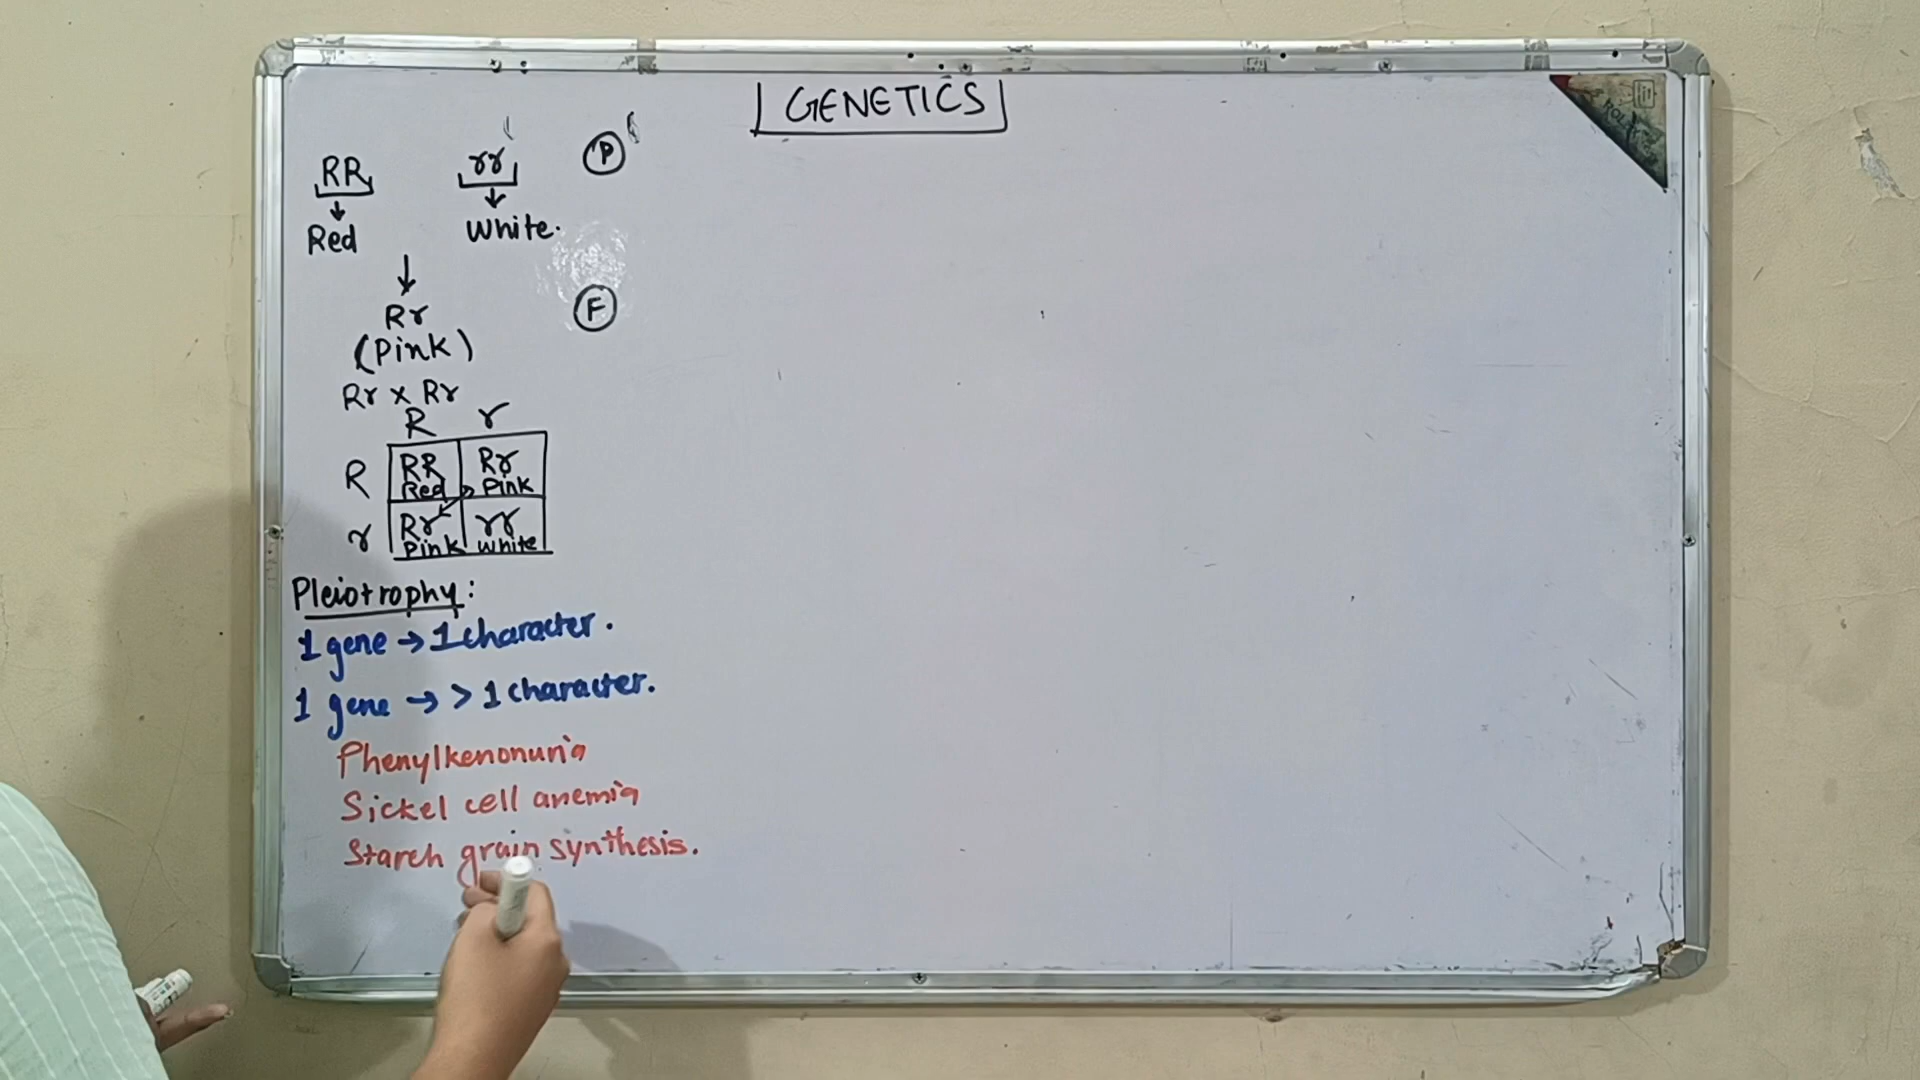 GENETICS
RR rr P
Red White.
Rr F
(Pink)
Rr x Rr
R r
R RR Red Rr Pink
r Rr Pink rr White
Pleiotrophy:
1 gene → 1 character.
1 gene → > 1 character.
Phenylkenonuria
Sickel cell anemia
Starch grain synthesis.